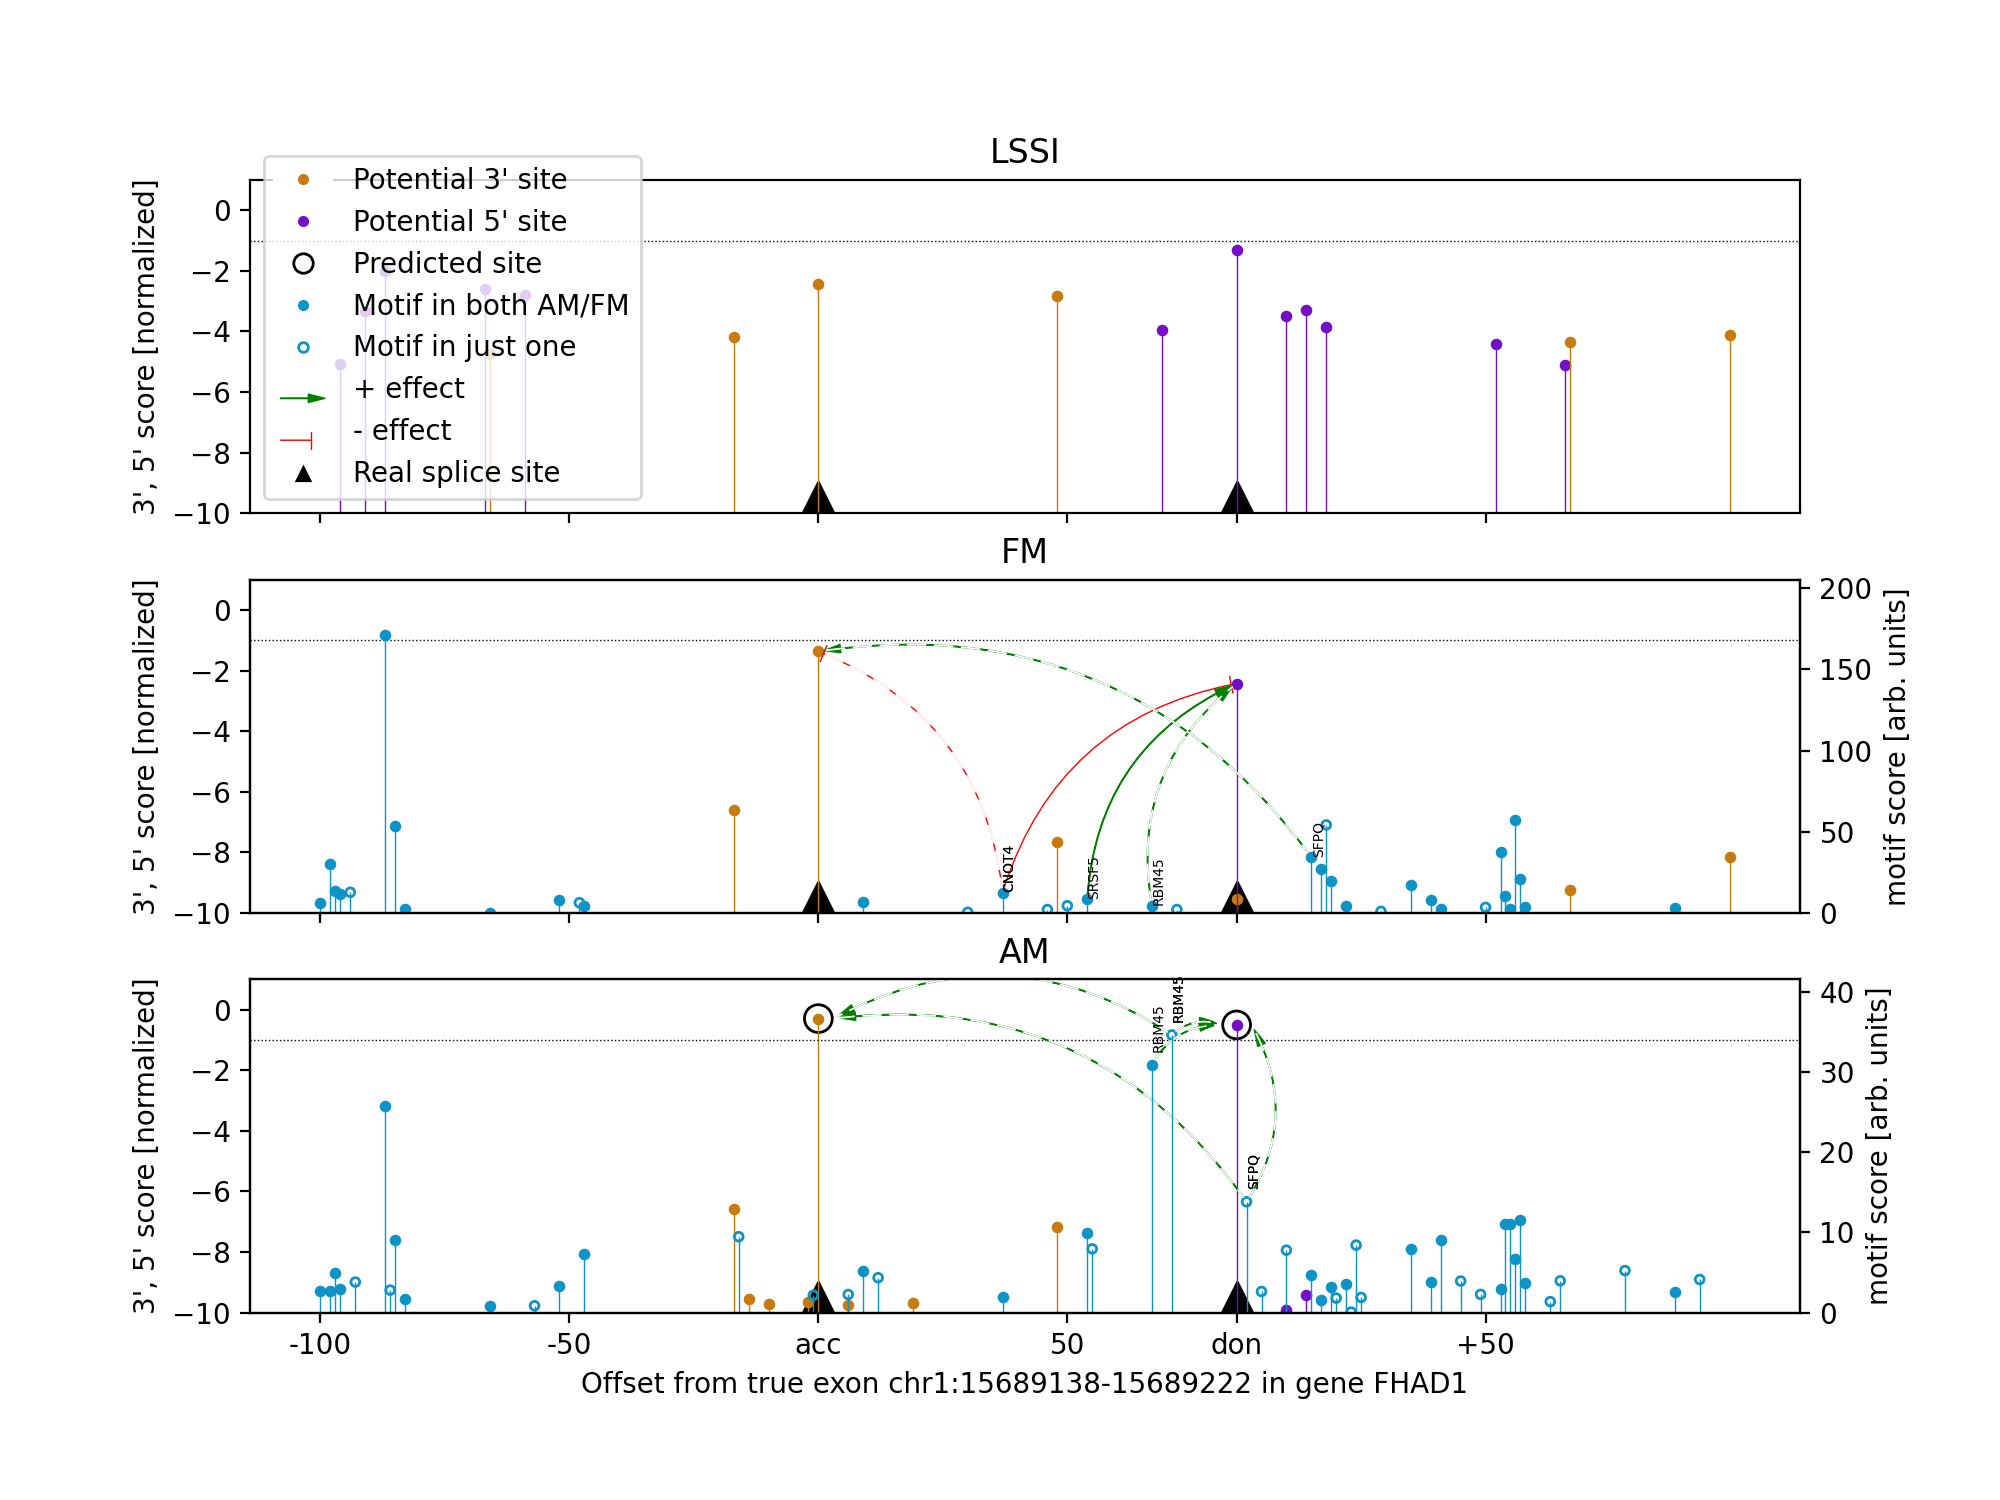 LSSI
3', 5' score [normalized]
0
−2
−4
−6
−8
−10
Potential 3' site
Potential 5' site
Predicted site
Motif in both AM/FM
Motif in just one
+ effect
- effect
Real splice site
FM
3', 5' score [normalized]
0
−2
−4
−6
−8
−10
CNOT4
SRSF5
RBM45
SFPQ
200
150
100
50
0
motif score [arb. units]
AM
3', 5' score [normalized]
0
−2
−4
−6
−8
−10
RBM45
RBM45
SFPQ
40
30
20
10
0
motif score [arb. units]
-100
-50
acc
50
don
+50
Offset from true exon chr1:15689138-15689222 in gene FHAD1